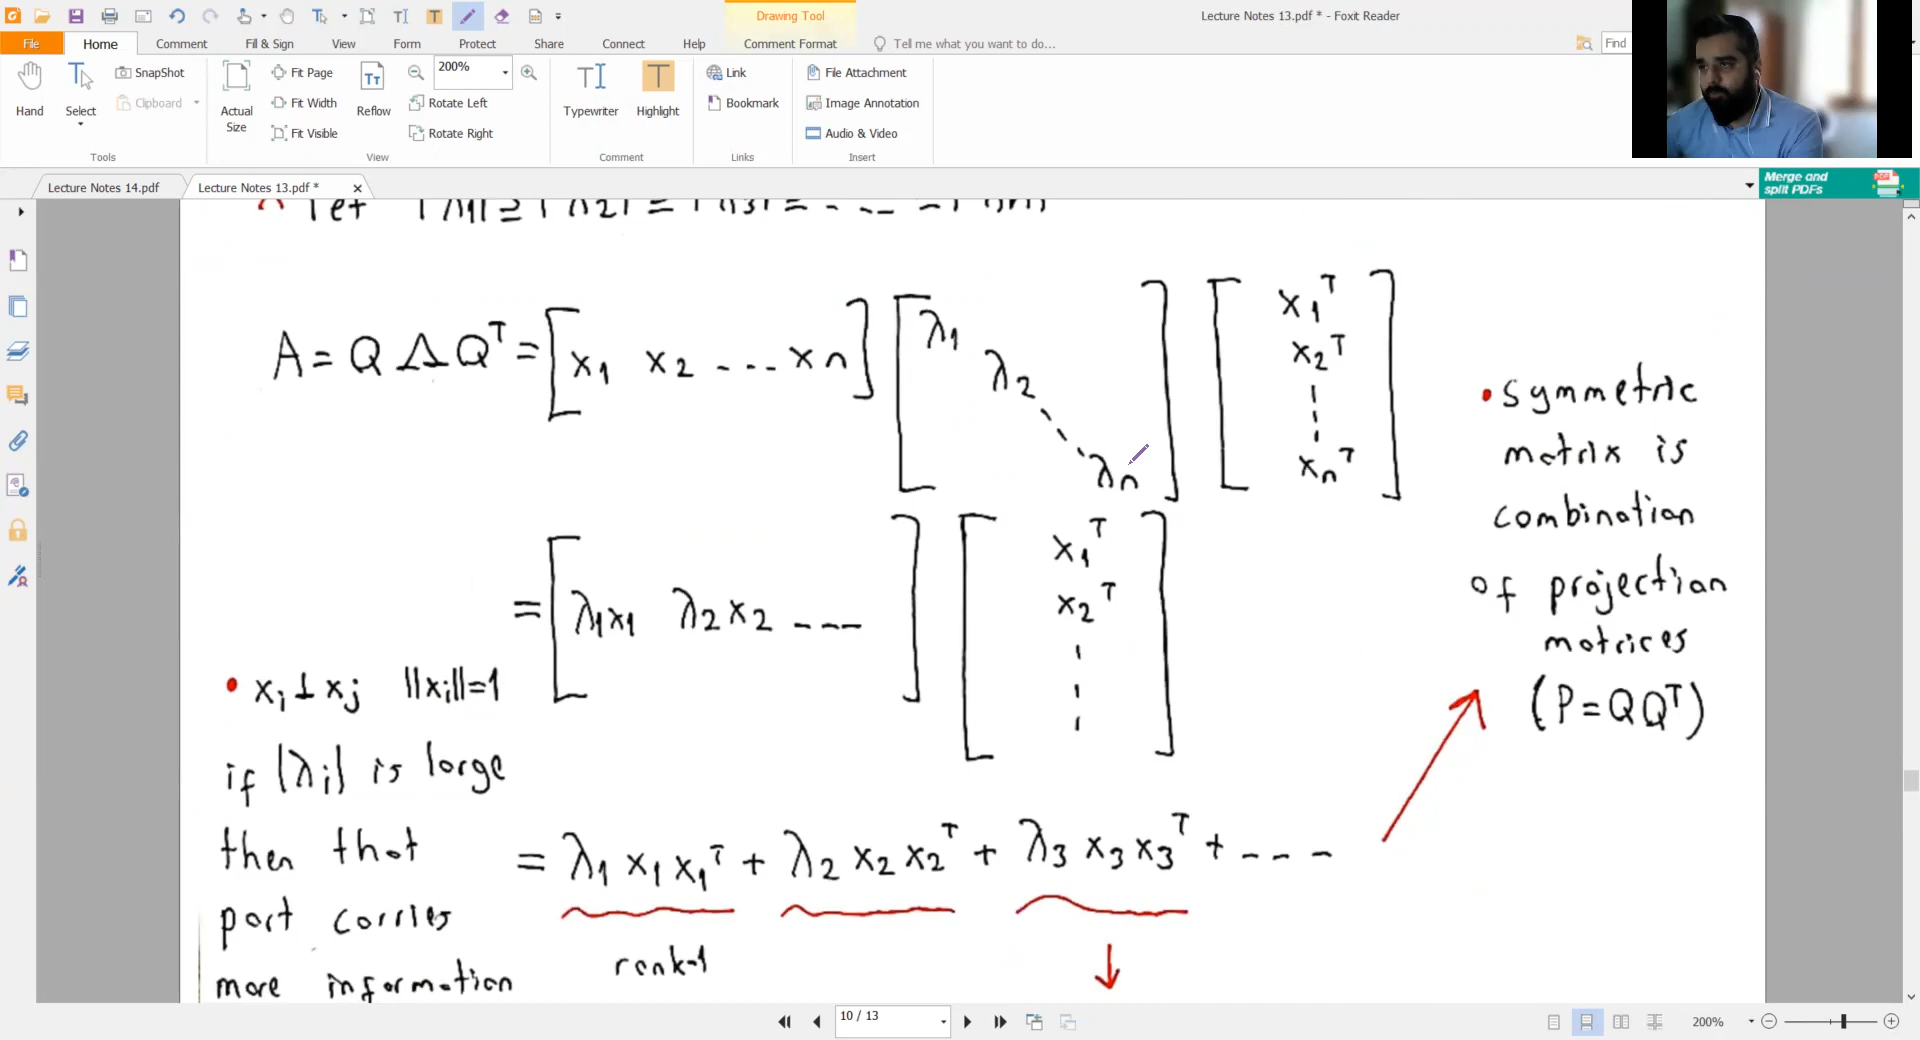 Drawing Tool
Lecture Notes 13.pdf * - Foxit Reader
File Home Comment Fill & Sign View Form Protect Share Connect Help Comment Format Tell me what you want to do... Find
Hand Select SnapShot Clipboard Actual Size Fit Page Fit Width Fit Visible Reflow 200% Rotate Left Rotate Right Typewriter Highlight Link Bookmark File Attachment Image Annotation Audio & Video
Tools View Comment Links Insert
Lecture Notes 14.pdf Lecture Notes 13.pdf * Merge and split PDFs
let |λ1| ≥ |λ2| ≥ |λ3| ≥ - -- -
A = Q Λ Q^T = [x1 x2 --- xn] [λ1 λ2 λn] [x1^T x2^T xn^T]
= [λ1x1 λ2x2 ---] [x1^T x2^T]
• symmetric
matrix is
combination
of projection
matrices
(P = QQ^T)
• xi ⊥ xj ||xi||=1
if |λi| is large
then that
part carries
more information
= λ1 x1 x1^T + λ2 x2 x2^T + λ3 x3 x3^T + ---
rank-1
10 / 13
200%